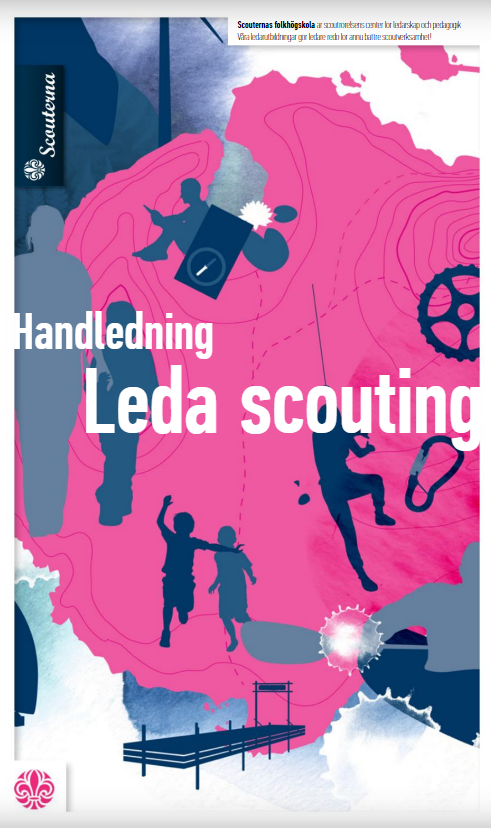 Scouternas folkhögskola är scoutrörelsens center för ledarskap och pedagogik
Våra ledarutbildningar gör ledare redo för ännu bättre scoutverksamhet!
Scouterna
Handledning
Leda scouting